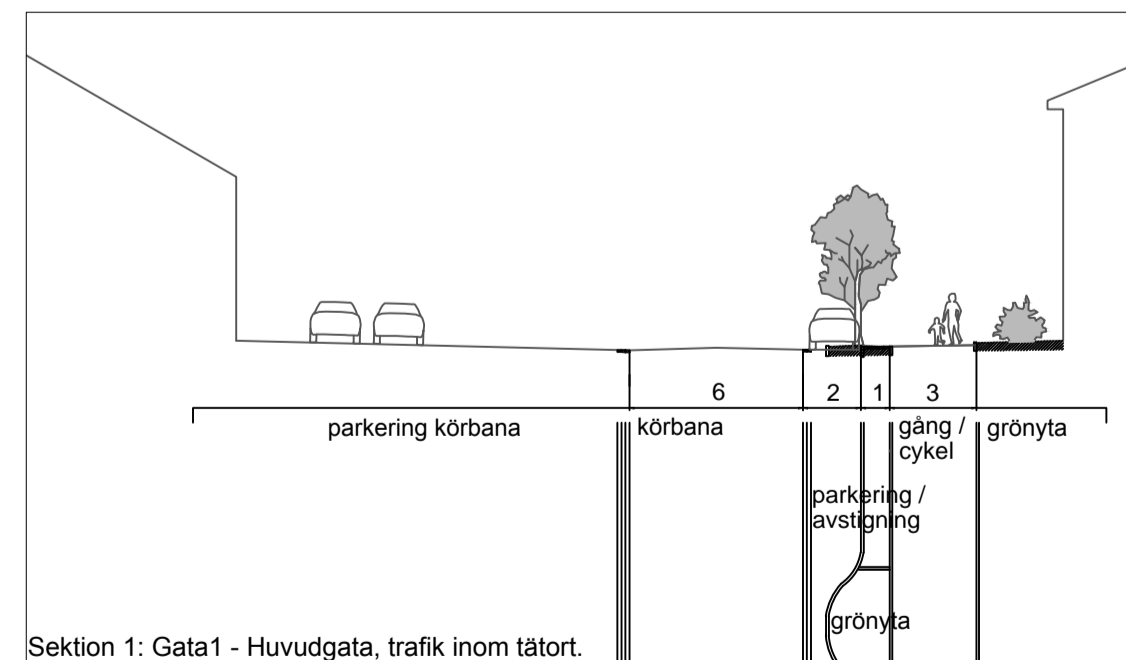 6 2 1 3
parkering körbana körbana gång / grönyta
cykel
parkering /
avstigning
grönyta
Sektion 1: Gata1 - Huvudgata, trafik inom tätort.